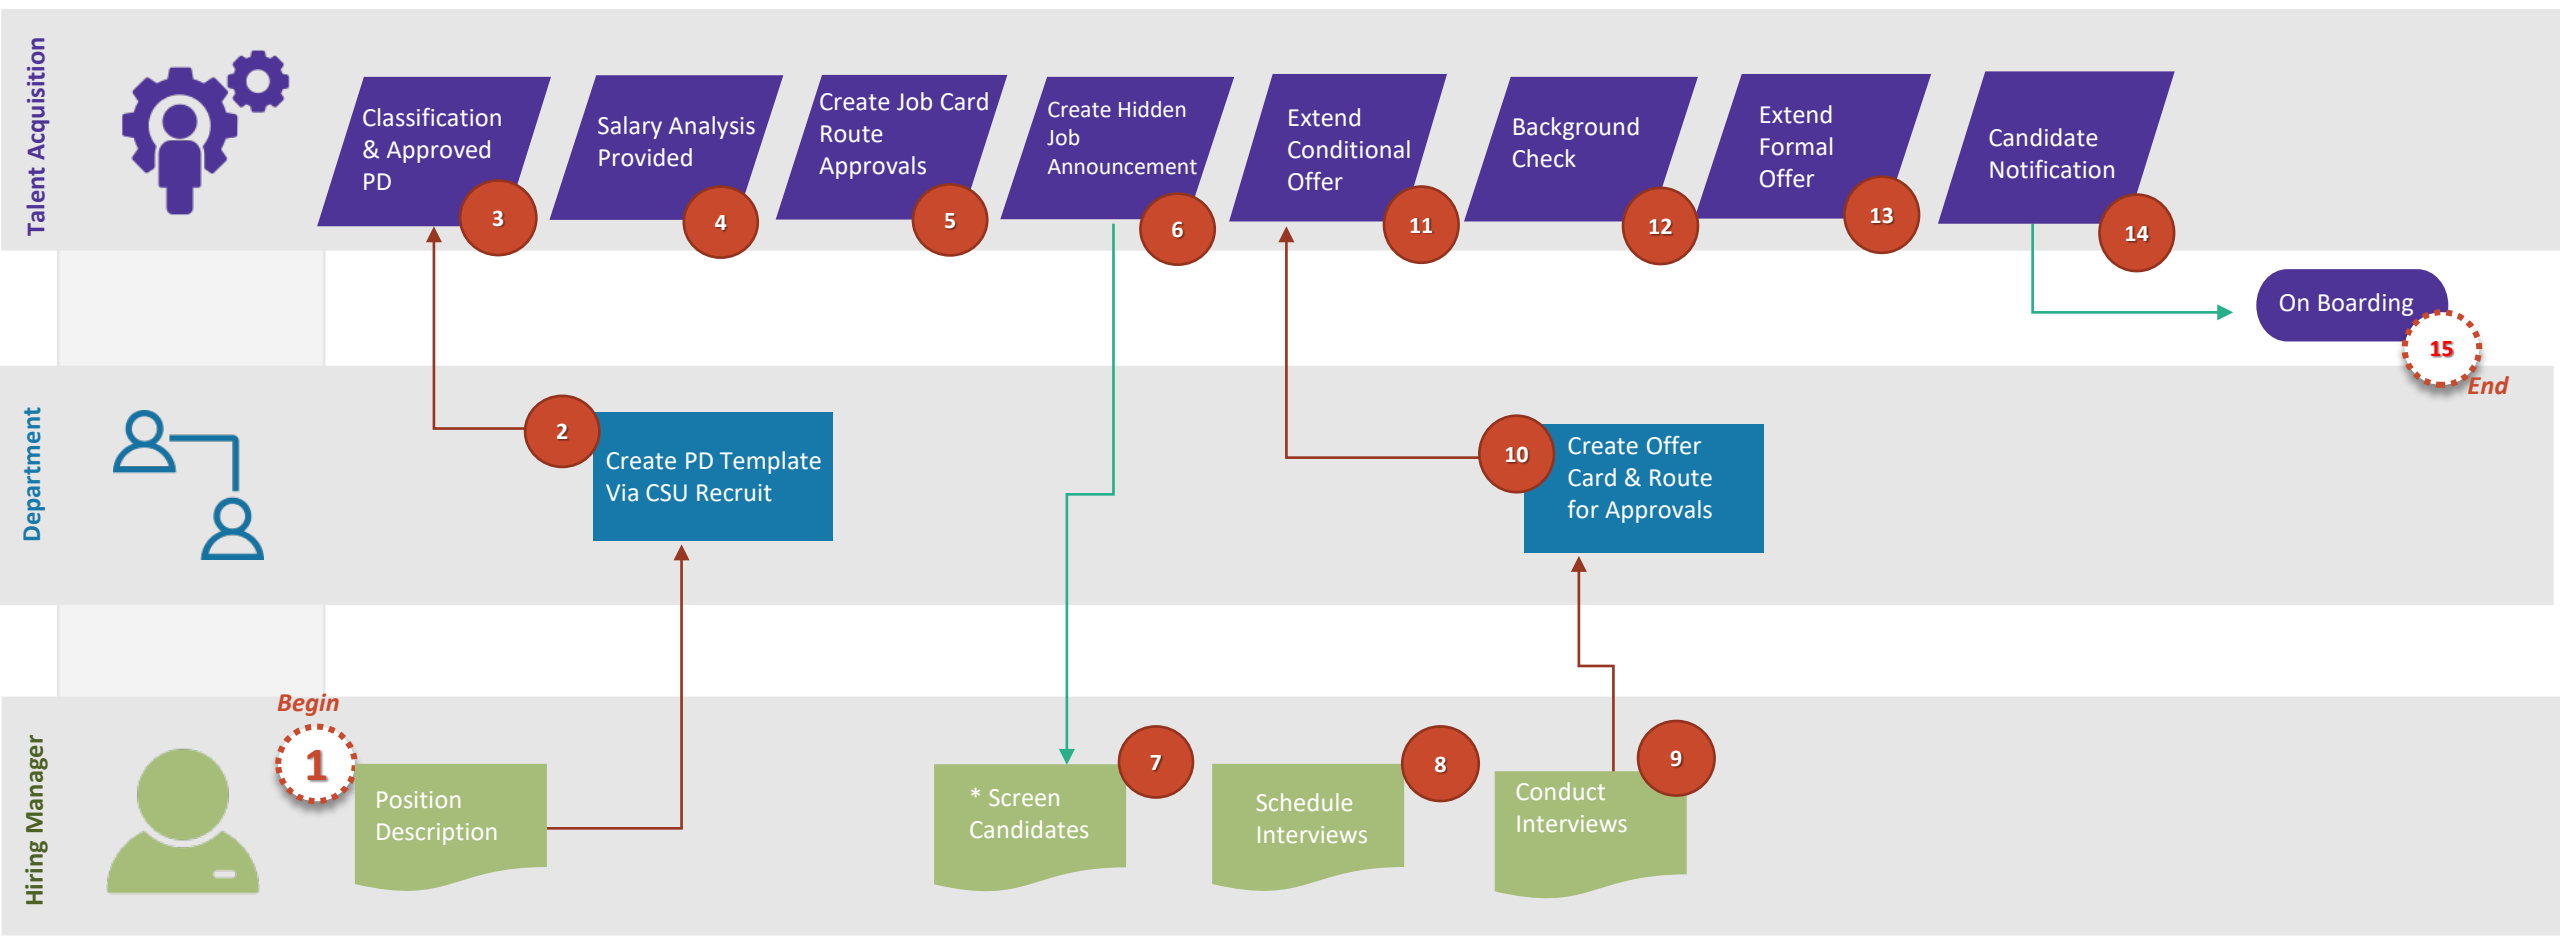 Talent Acquisition
Classification
& Approved
PD
3
Salary Analysis
Provided
4
Create Job Card
Route
Approvals
5
Create Hidden
Job
Announcement
6
Extend
Conditional
Offer
11
Background
Check
12
Extend
Formal
Offer
13
Candidate
Notification
14
On Boarding
15
End
Department
2
Create PD Template
Via CSU Recruit
10
Create Offer
Card & Route
for Approvals
Hiring Manager
Begin
1
Position
Description
* Screen
Candidates
7
Schedule
Interviews
8
Conduct
Interviews
9